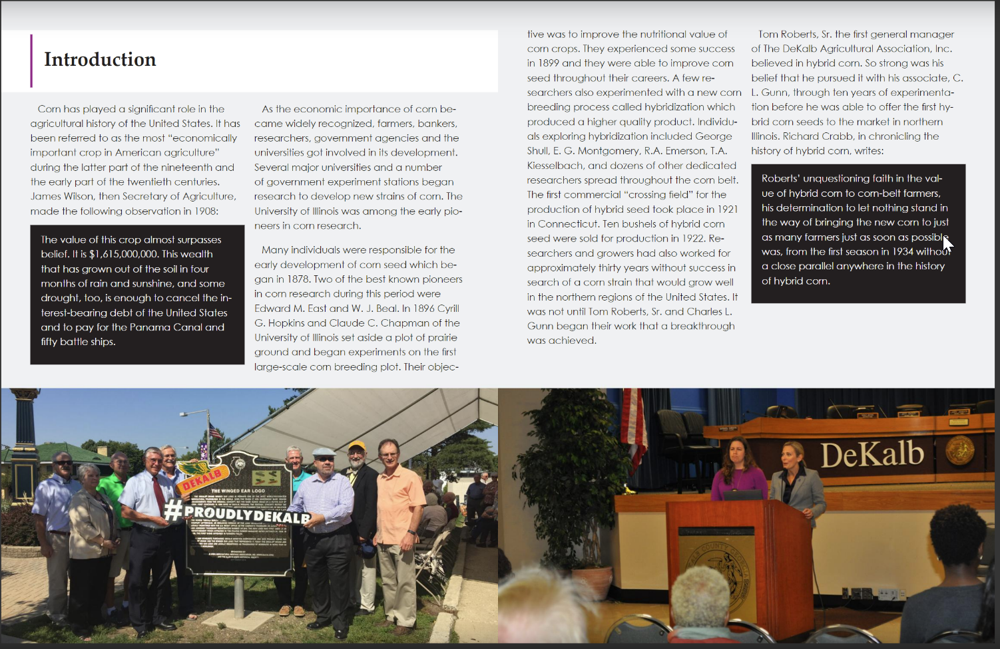 Introduction
Corn has played a significant role in the
agricultural history of the United States. It has
been referred to as the most “economically
important crop in American agriculture”
during the latter part of the nineteenth and
the early part of the twentieth centuries.
James Wilson, then Secretary of Agriculture,
made the following observation in 1908:
The value of this crop almost surpasses
belief. It is $1,615,000,000. This wealth
that has grown out of the soil in four
months of rain and sunshine, and some
drought, too, is enough to cancel the in-
terest-bearing debt of the United States
and to pay for the Panama Canal and
fifty battle ships.
As the economic importance of corn be-
came widely recognized, farmers, bankers,
researchers, government agencies and the
universities got involved in its development.
Several major universities and a number
of government experiment stations began
research to develop new strains of corn. The
University of Illinois was among the early pio-
neers in corn research.
Many individuals were responsible for the
early development of corn seed which be-
gan in 1878. Two of the best known pioneers
in corn research during this period were
Edward M. East and W. J. Beal. In 1896 Cyrill
G. Hopkins and Claude C. Chapman of the
University of Illinois set aside a plot of prairie
ground and began experiments on the first
large-scale corn breeding plot. Their objec-
tive was to improve the nutritional value of
corn crops. They experienced some success
in 1899 and they were able to improve corn
seed throughout their careers. A few re-
searchers also experimented with a new corn
breeding process called hybridization which
produced a higher quality product. Individu-
als exploring hybridization included George
Shull, E. G. Montgomery, R.A. Emerson, T.A.
Kiesselbach, and dozens of other dedicated
researchers spread throughout the corn belt.
The first commercial “crossing field” for the
production of hybrid seed took place in 1921
in Connecticut. Ten bushels of hybrid corn
seed were sold for production in 1922. Re-
searchers and growers had also worked for
approximately thirty years without success in
search of a corn strain that would grow well
in the northern regions of the United States. It
was not until Tom Roberts, Sr. and Charles L.
Gunn began their work that a breakthrough
was achieved.
Tom Roberts, Sr. the first general manager
of The DeKalb Agricultural Association, Inc.
believed in hybrid corn. So strong was his
belief that he pursued it with his associate, C.
L. Gunn, through ten years of experimenta-
tion before he was able to offer the first hy-
brid corn seeds to the market in northern
Illinois. Richard Crabb, in chronicling the
history of hybrid corn, writes:
Roberts’ unquestioning faith in the val-
ue of hybrid corn to corn-belt farmers,
his determination to let nothing stand in
the way of bringing the new corn to just
as many farmers just as soon as possible
was, from the first season in 1934 without
a close parallel anywhere in the history
of hybrid corn.
DEKALB
THE WINGED EAR LOGO
#PROUDLYDEKALB
DeKalb